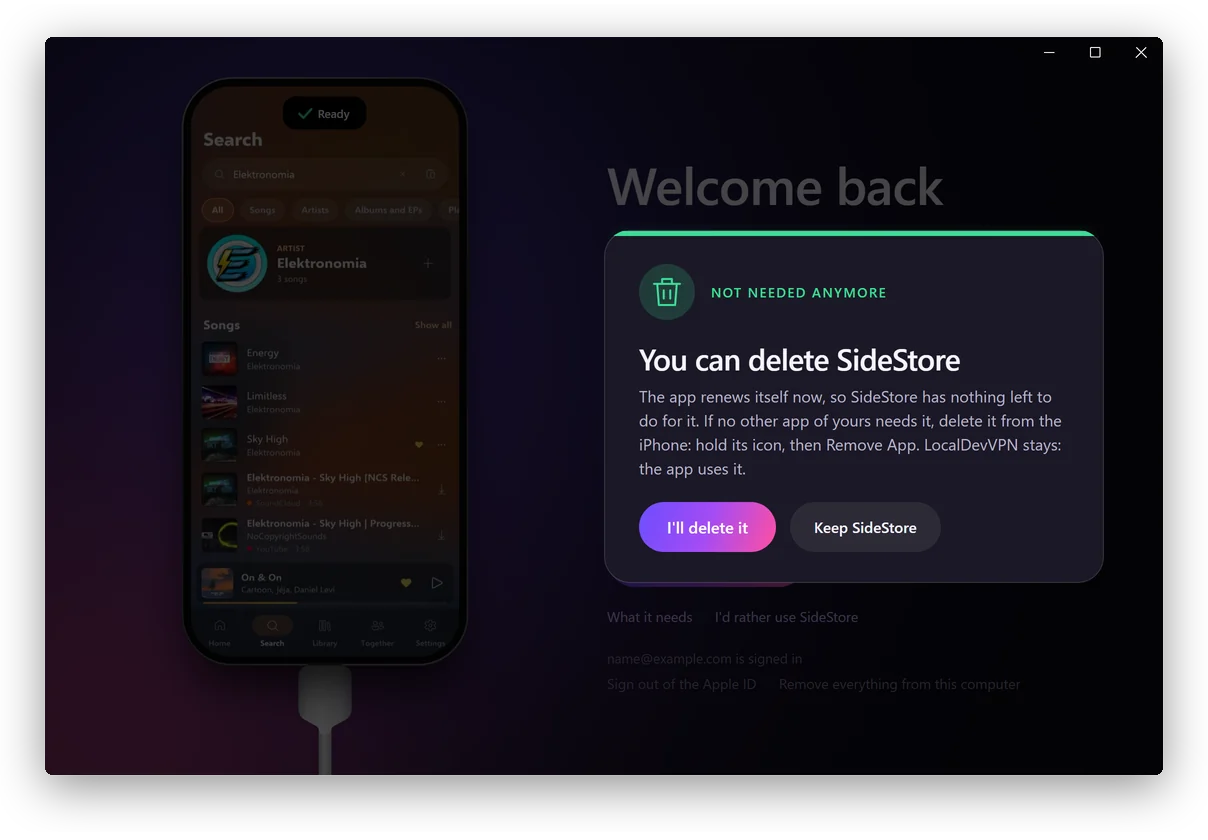 Ready
Search
Elektronomia
All Songs Artists Albums and EPs
ARTIST
Elektronomia
3 songs
Songs Show all
Energy
Elektronomia
Limitless
Elektronomia
Sky High
Elektronomia
Elektronomia - Sky High [NCS Rele...
Elektronomia
SoundCloud · 3:58
Elektronomia - Sky High | Progress...
NoCopyrightSounds
On & On
Cartoon, Jéja, Daniel Levi
Home Search Library Together Settings
Welcome back
NOT NEEDED ANYMORE
You can delete SideStore
The app renews itself now, so SideStore has nothing left to
do for it. If no other app of yours needs it, delete it from the
iPhone: hold its icon, then Remove App. LocalDevVPN stays:
the app uses it.
I'll delete it Keep SideStore
What it needs I'd rather use SideStore
name@example.com is signed in
Sign out of the Apple ID Remove everything from this computer